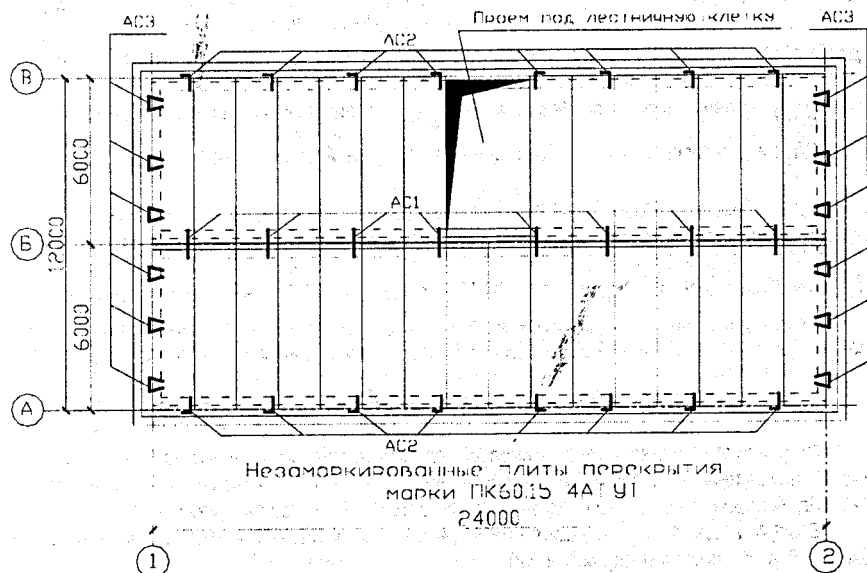 АС3
Проем под лестничную клетку
АС3
АС2
В
6000
АС1
Б
12000
6000
А
АС2
Незамаркированные плиты перекрытия
марки ПК60.15
24000
1
2